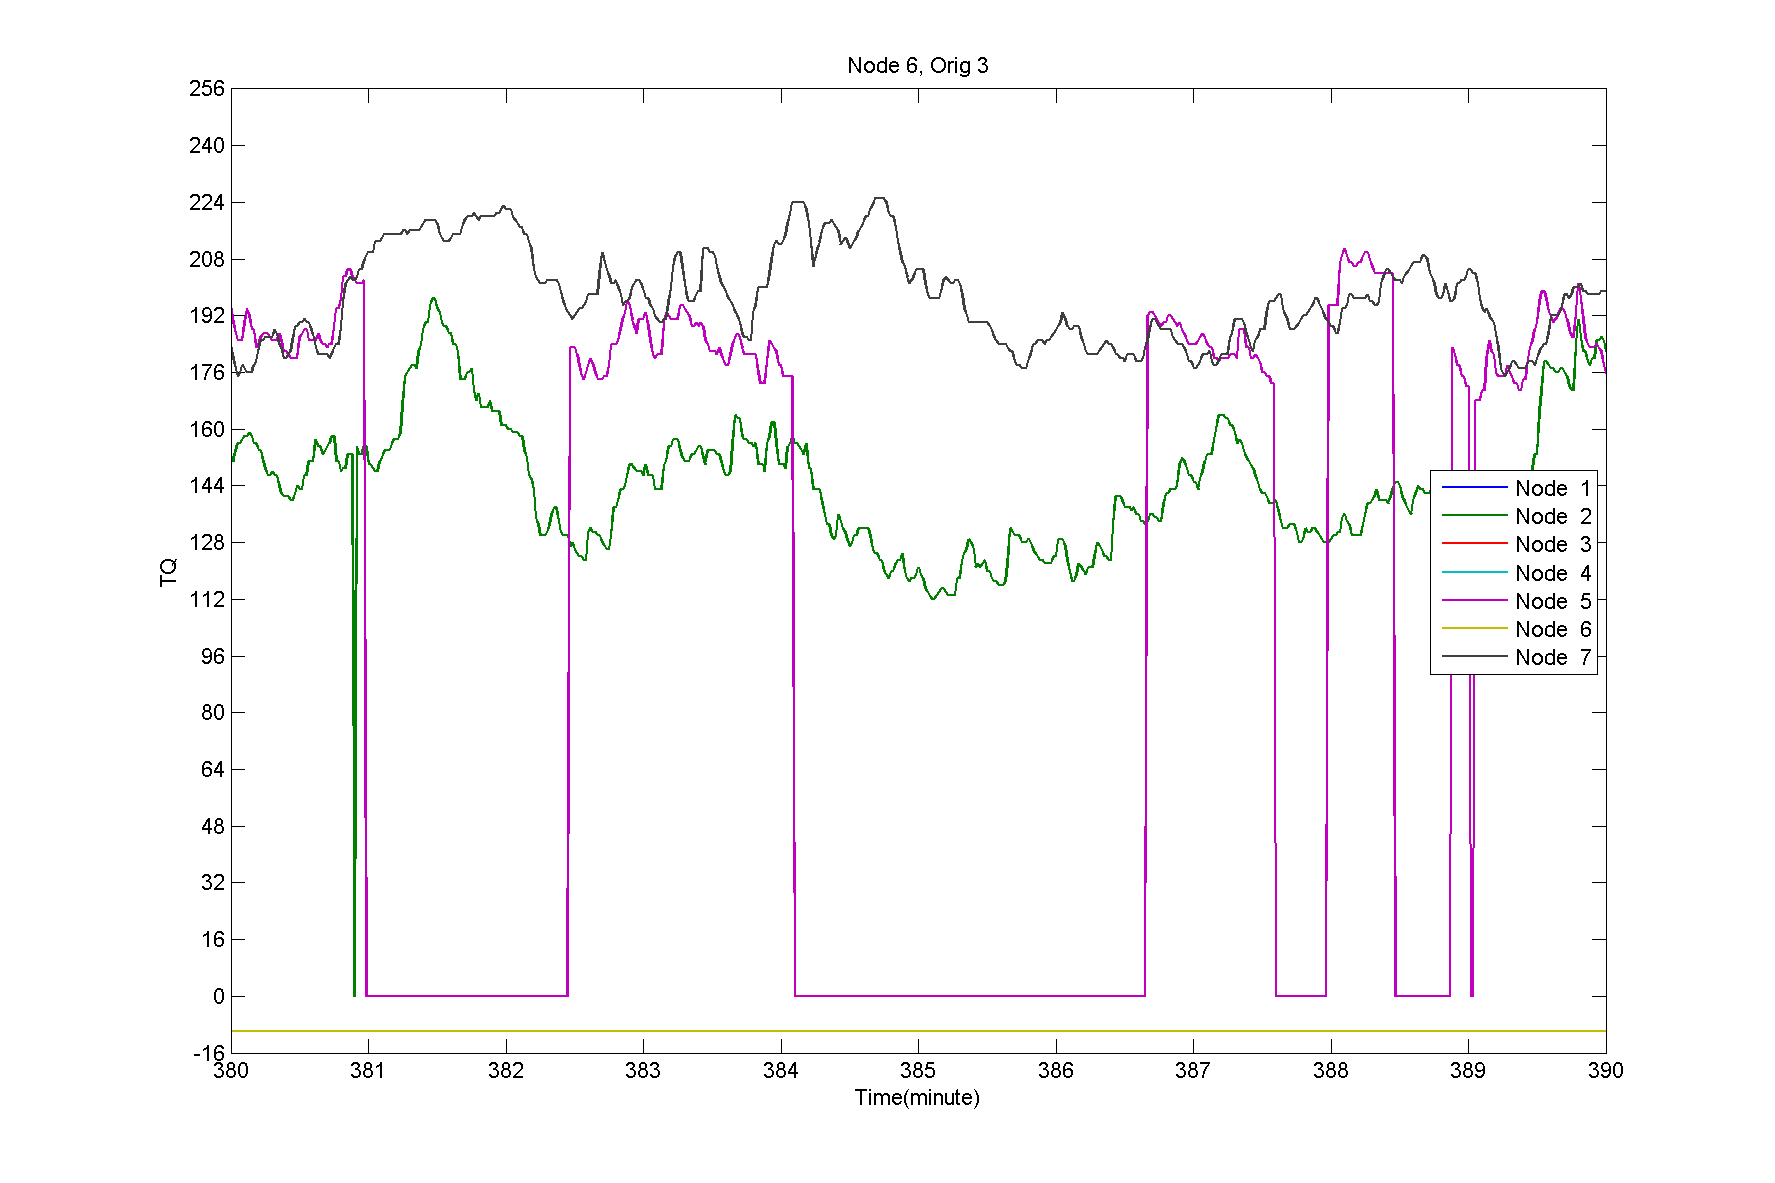 Node 6, Orig 3
256
240
224
208
192
176
160
144
128
112
96
80
64
48
32
16
0
-16
TQ
Node 1
Node 2
Node 3
Node 4
Node 5
Node 6
Node 7
380 381 382 383 384 385 386 387 388 389 390
Time(minute)